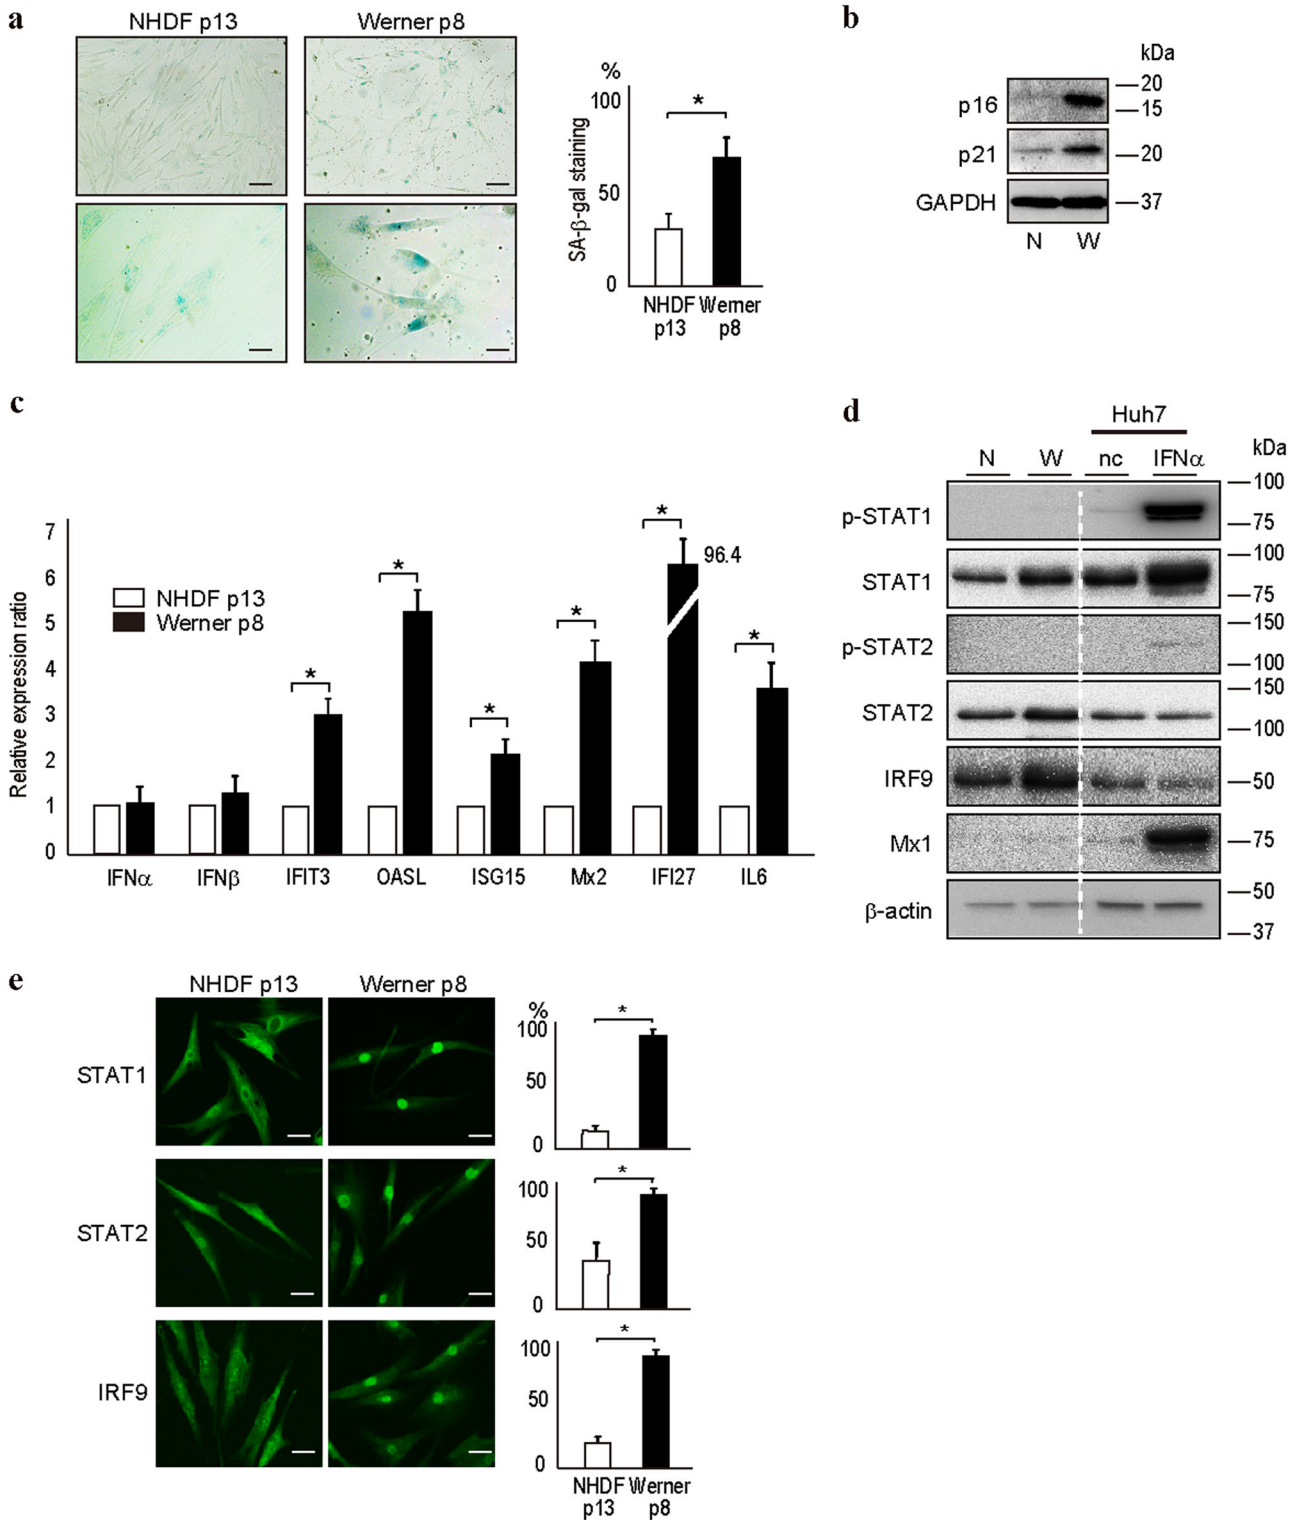 a
NHDF p13 Werner p8
%
100
50
0
SA-β-gal staining
*
NHDF Werner
p13 p8
b
kDa
p16
20
15
p21
20
GAPDH
37
N W
c
Relative expression ratio
7
6
5
4
3
2
1
0
NHDF p13
Werner p8
* * * * * *
96.4
IFNα IFNβ IFIT3 OASL ISG15 Mx2 IFI27 IL6
d
Huh7
N W nc IFNα
kDa
p-STAT1
100
75
STAT1
100
75
p-STAT2
150
100
STAT2
150
100
IRF9
50
Mx1
75
β-actin
50
37
e
NHDF p13 Werner p8
%
STAT1
100
50
0
*
STAT2
100
50
0
*
IRF9
100
50
0
*
NHDF Werner
p13 p8